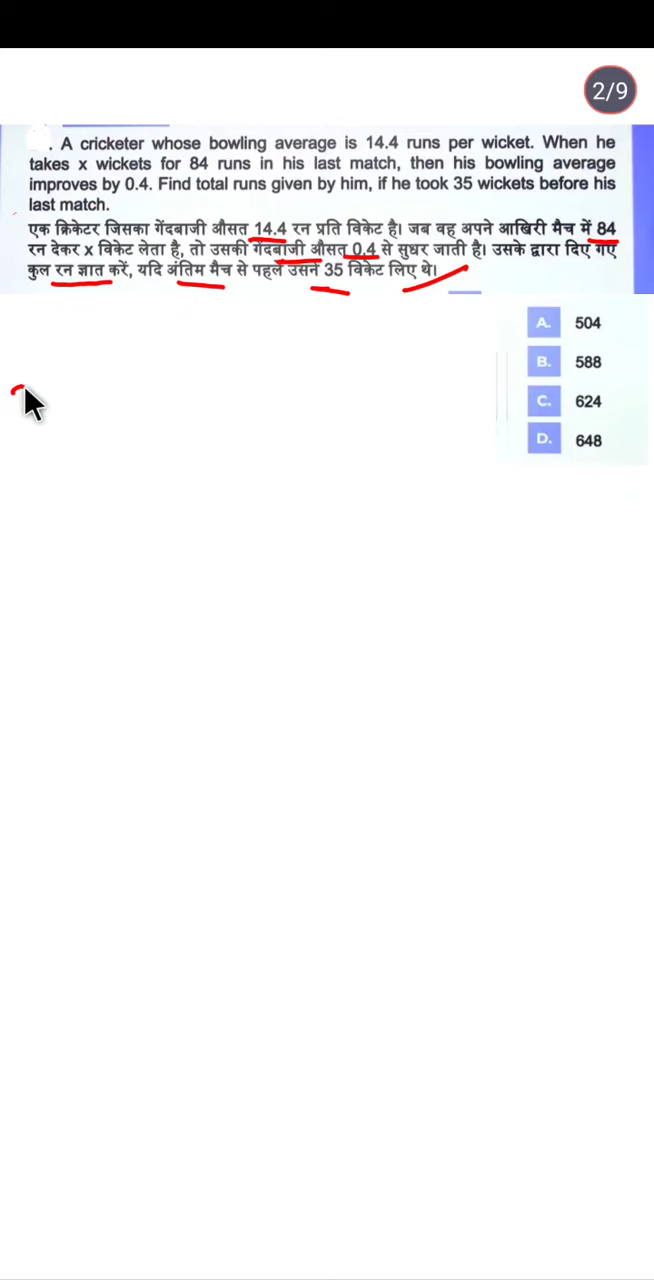 2/9
. A cricketer whose bowling average is 14.4 runs per wicket. When he
takes x wickets for 84 runs in his last match, then his bowling average
improves by 0.4. Find total runs given by him, if he took 35 wickets before his
last match.
एक क्रिकेटर जिसका गेंदबाजी औसत 14.4 रन प्रति विकेट है। जब वह अपने आखिरी मैच में 84
रन देकर x विकेट लेता है, तो उसकी गेंदबाजी औसत 0.4 से सुधर जाती है। उसके द्वारा दिए गए
कुल रन ज्ञात करें, यदि अंतिम मैच से पहले उसने 35 विकेट लिए थे।
A. 504
B. 588
C. 624
D. 648